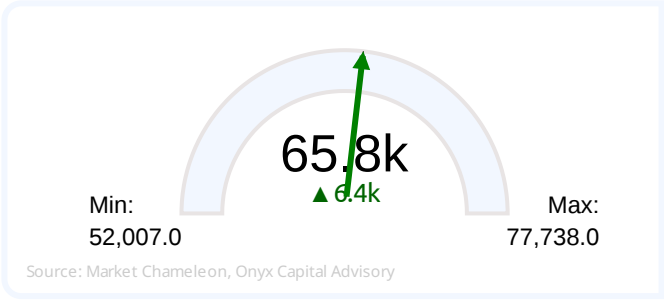 65.8k
▲6.4k
Min:
52,007.0
Max:
77,738.0
Source: Market Chameleon, Onyx Capital Advisory